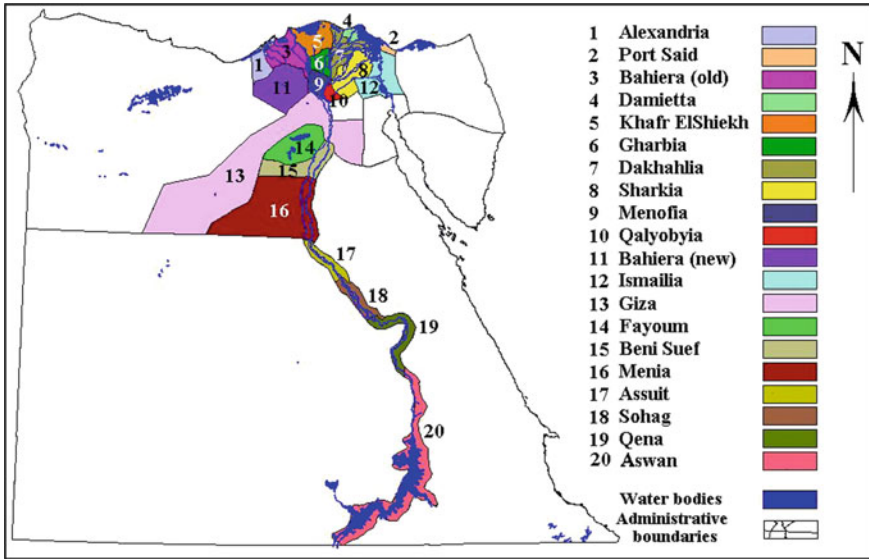 1 Alexandria
2 Port Said
3 Bahiera (old)
4 Damietta
5 Khafr ElShiekh
6 Gharbia
7 Dakhahlia
8 Sharkia
9 Menofia
10 Qalyobyia
11 Bahiera (new)
12 Ismailia
13 Giza
14 Fayoum
15 Beni Suef
16 Menia
17 Assuit
18 Sohag
19 Qena
20 Aswan
Water bodies
Administrative
boundaries
N
4
5
2
3
7
1
6
8
11
9
12
10
14
13
15
16
17
18
19
20